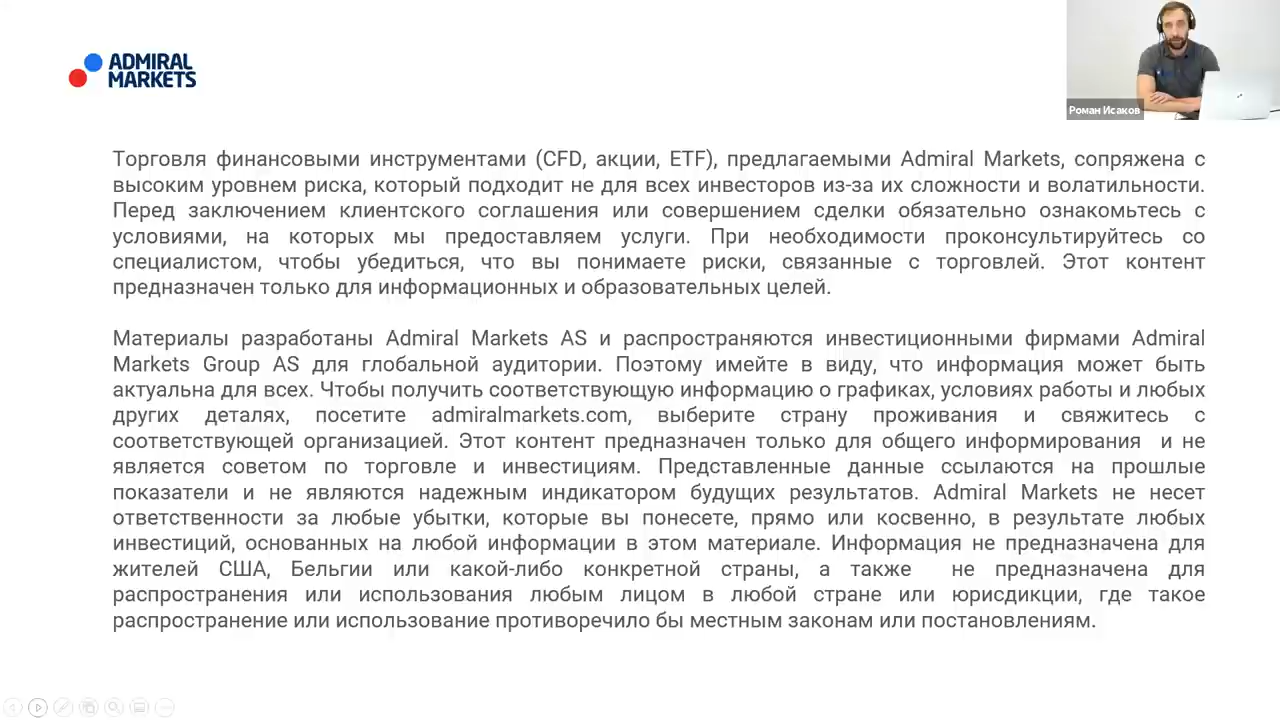 ADMIRAL
MARKETS
Роман Исаков
Торговля финансовыми инструментами (CFD, акции, ETF), предлагаемыми Admiral Markets, сопряжена с
высоким уровнем риска, который подходит не для всех инвесторов из-за их сложности и волатильности.
Перед заключением клиентского соглашения или совершением сделки обязательно ознакомьтесь с
условиями, на которых мы предоставляем услуги. При необходимости проконсультируйтесь со
специалистом, чтобы убедиться, что вы понимаете риски, связанные с торговлей. Этот контент
предназначен только для информационных и образовательных целей.
Материалы разработаны Admiral Markets AS и распространяются инвестиционными фирмами Admiral
Markets Group AS для глобальной аудитории. Поэтому имейте в виду, что информация может быть
актуальна для всех. Чтобы получить соответствующую информацию о графиках, условиях работы и любых
других деталях, посетите admiralmarkets.com, выберите страну проживания и свяжитесь с
соответствующей организацией. Этот контент предназначен только для общего информирования и не
является советом по торговле и инвестициям. Представленные данные ссылаются на прошлые
показатели и не являются надежным индикатором будущих результатов. Admiral Markets не несет
ответственности за любые убытки, которые вы понесете, прямо или косвенно, в результате любых
инвестиций, основанных на любой информации в этом материале. Информация не предназначена для
жителей США, Бельгии или какой-либо конкретной страны, а также не предназначена для
распространения или использования любым лицом в любой стране или юрисдикции, где такое
распространение или использование противоречило бы местным законам или постановлениям.